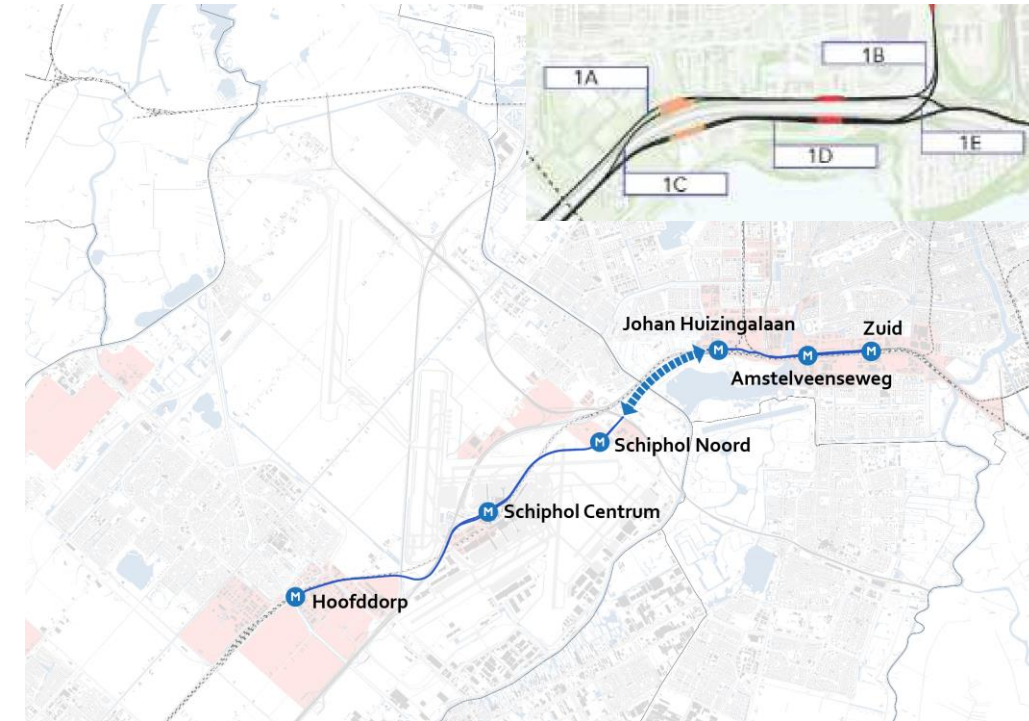 1B
1A
1D
1E
1C
Johan Huizingalaan
Zuid
M
M
M
Amstelveenseweg
M
Schiphol Noord
M
Schiphol Centrum
M
Hoofddorp